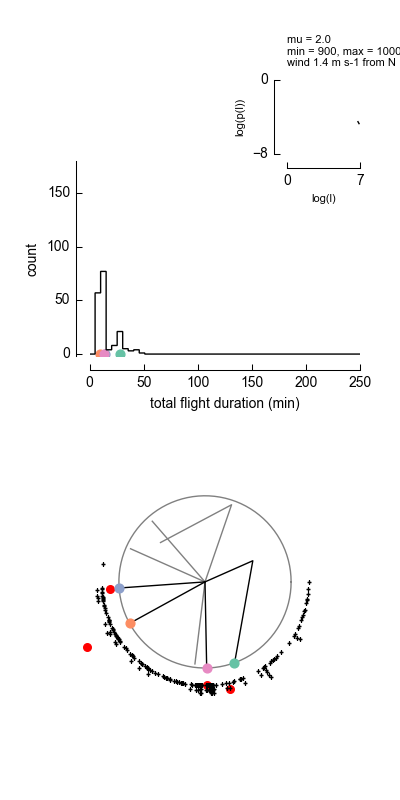 mu = 2.0
min = 900, max = 1000
wind 1.4 m s-1 from N
0
−8
log(p(l))
0 7
log(l)
150
100
50
0
count
0 50 100 150 200 250
total flight duration (min)